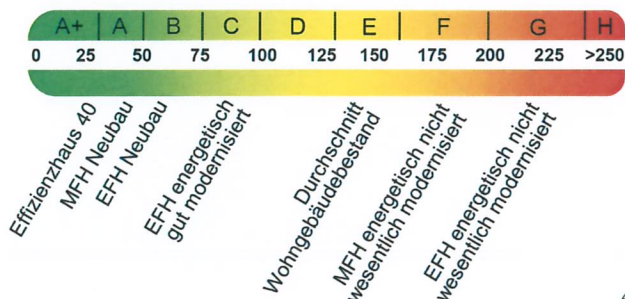 A+ A B C D E F G H
0 25 50 75 100 125 150 175 200 225 >250
Effizienzhaus 40
MFH Neubau
EFH Neubau
EFH energetisch
gut modernisiert
Durchschnitt
Wohngebäudebestand
MFH energetisch nicht
wesentlich modernisiert
EFH energetisch nicht
wesentlich modernisiert